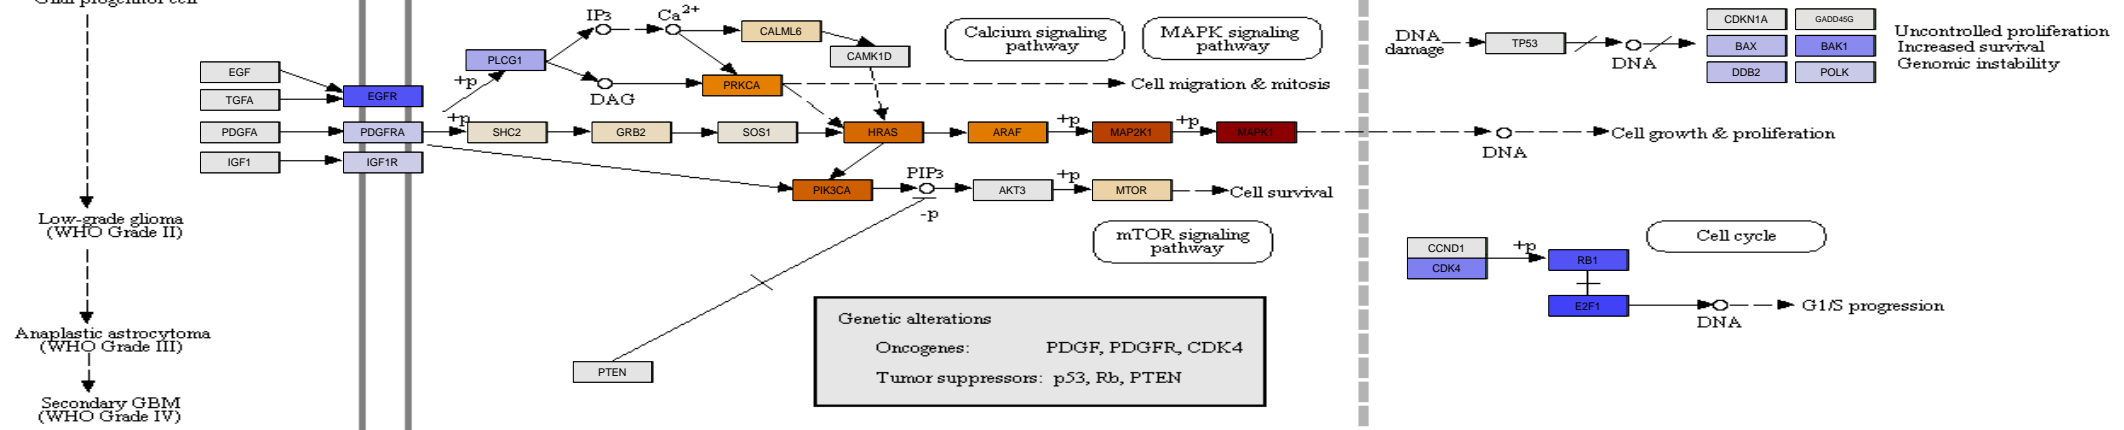 Glial progenitor cell
Low-grade glioma
(WHO Grade II)
Anaplastic astrocytoma
(WHO Grade III)
Secondary GBM
(WHO Grade IV)
EGF
TGFA
PDGFA
IGF1
EGFR
PDGFRA
IGF1R
+p
+p
PLCG1
IP3
Ca2+
DAG
CALML6
CAMK1D
PRKCA
Cell migration & mitosis
Calcium signaling
pathway
MAPK signaling
pathway
SHC2
GRB2
SOS1
HRAS
ARAF
+p
MAP2K1
+p
MAPK1
DNA
Cell growth & proliferation
PIK3CA
PIP3
-p
AKT3
+p
MTOR
Cell survival
mTOR signaling
pathway
PTEN
Genetic alterations
Oncogenes: PDGF, PDGFR, CDK4
Tumor suppressors: p53, Rb, PTEN
DNA
damage
TP53
DNA
CDKN1A
GADD45G
BAX
BAK1
DDB2
POLK
Uncontrolled proliferation
Increased survival
Genomic instability
CCND1
CDK4
+p
RB1
E2F1
Cell cycle
DNA
G1/S progression